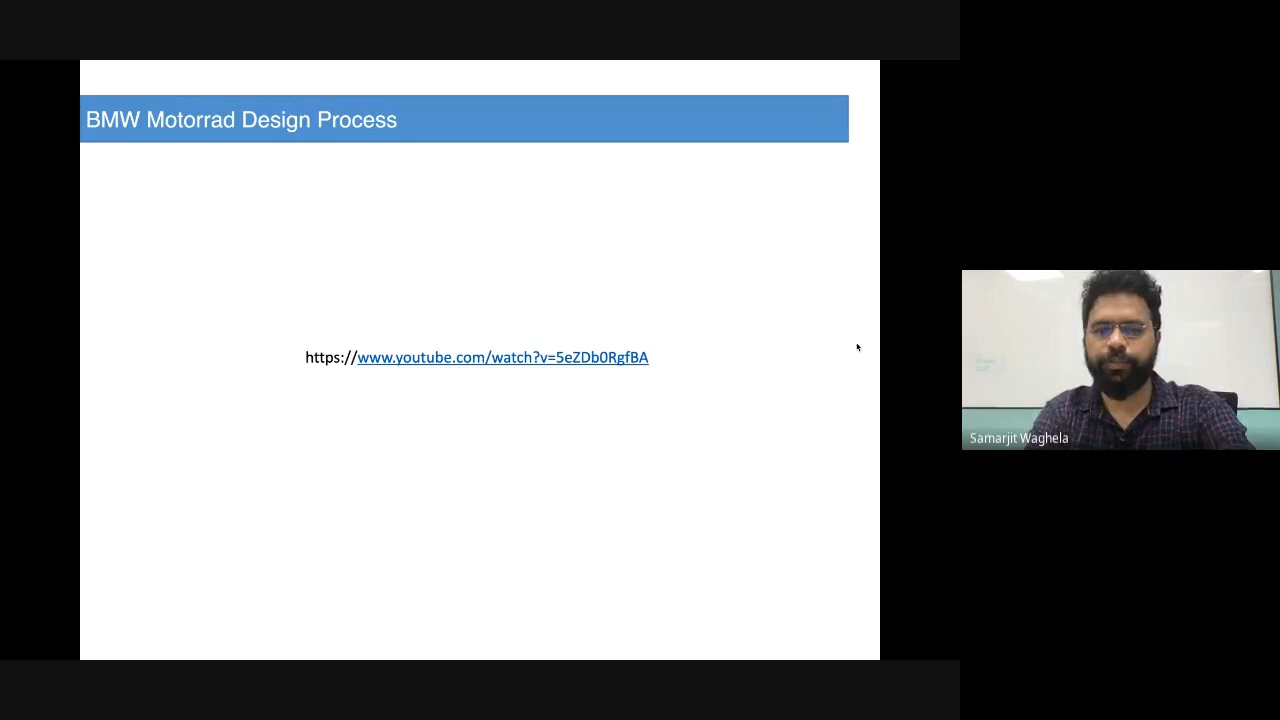 BMW Motorrad Design Process
https://www.youtube.com/watch?v=5eZDb0RgfBA
Samarjit Waghela